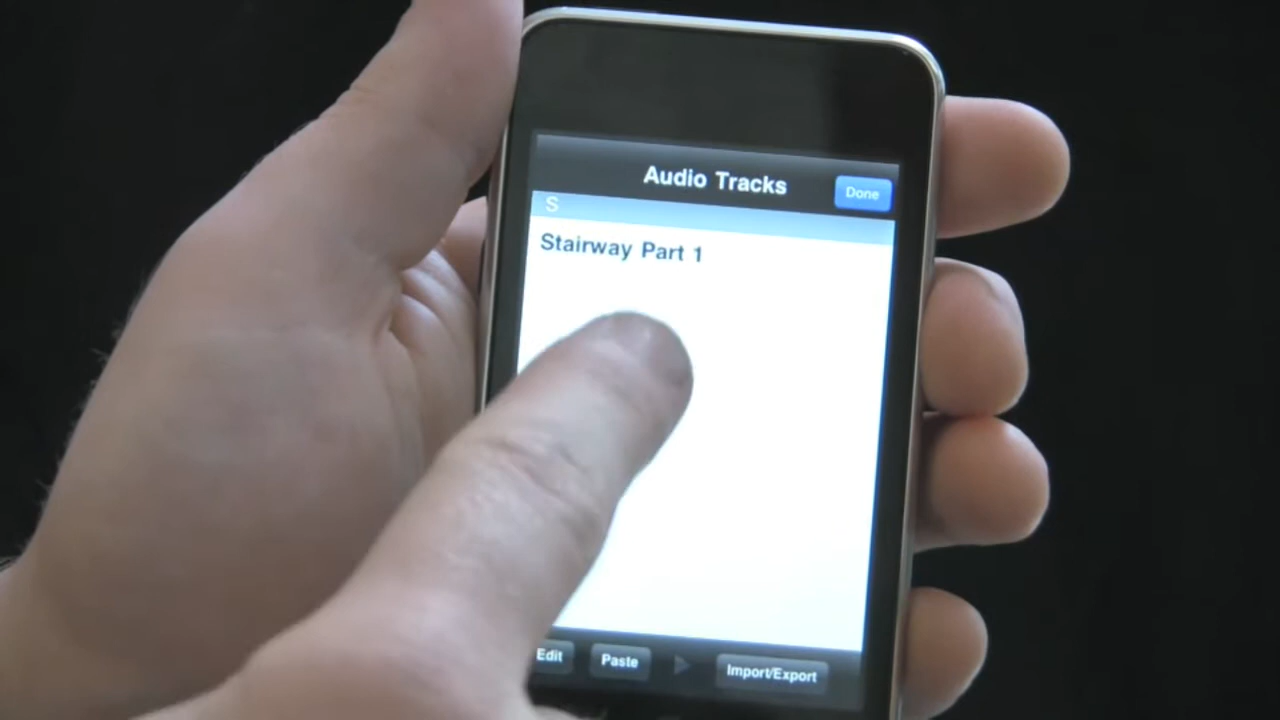 Audio Tracks
Done
S
Stairway Part 1
Edit
Paste
Import/Export